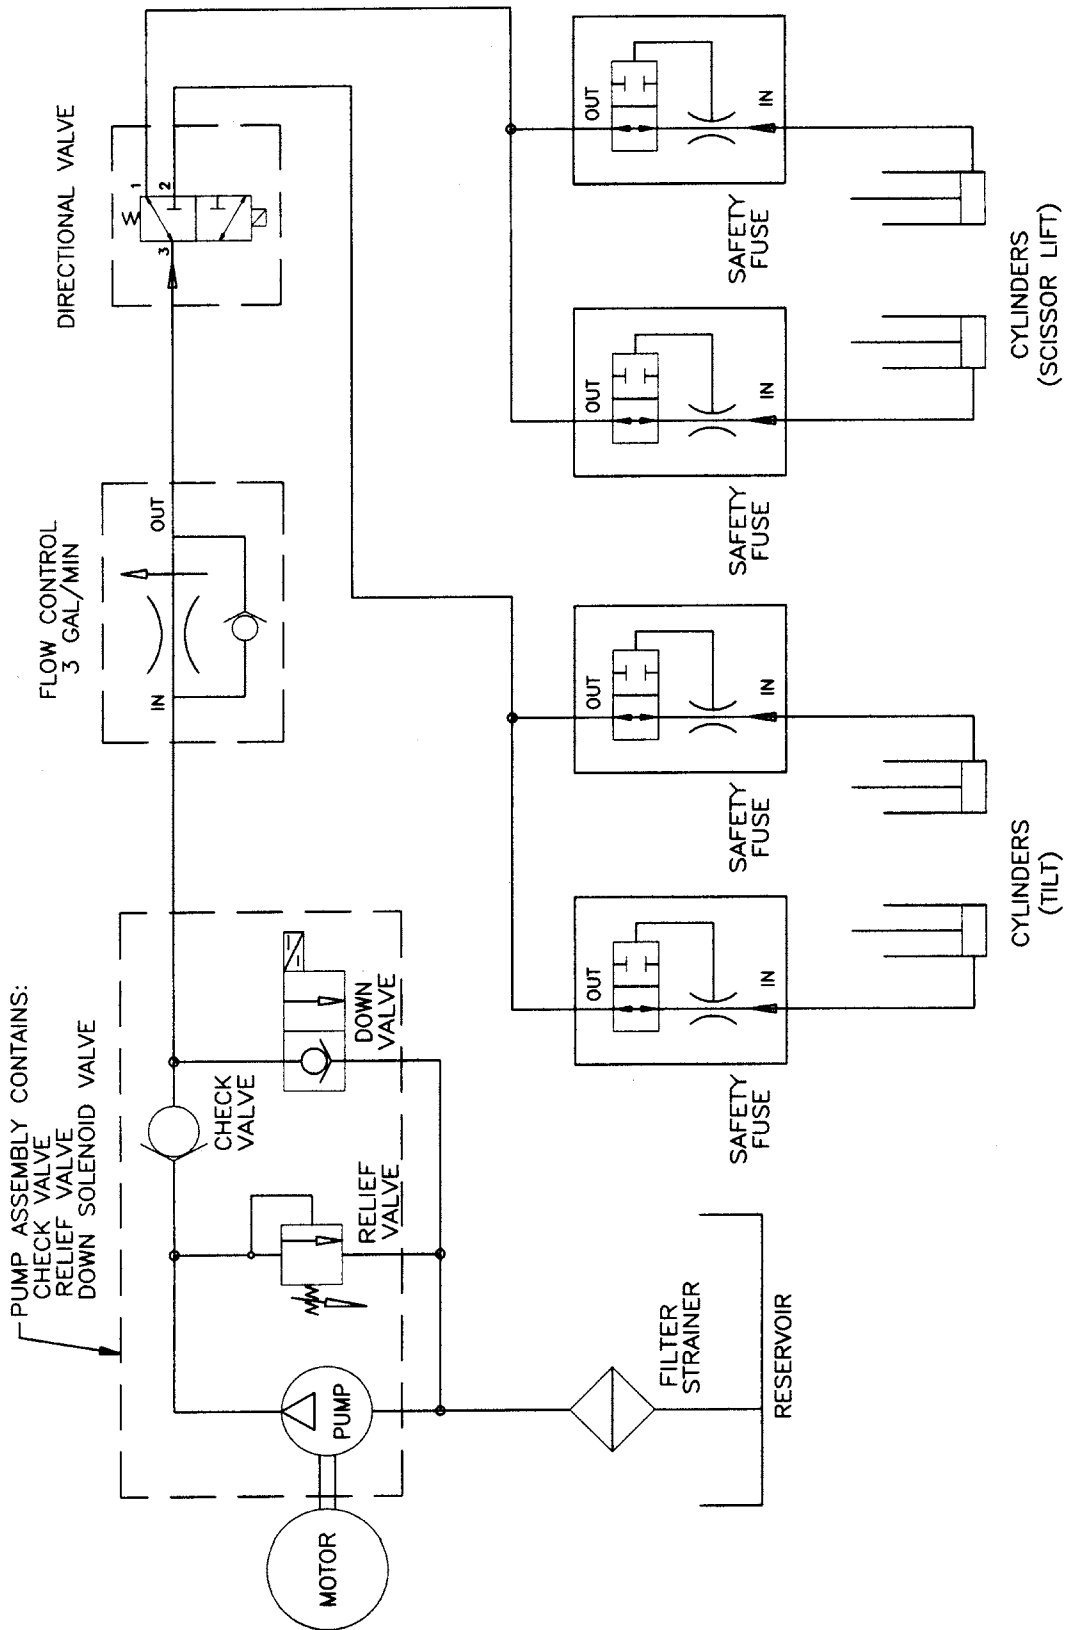 PUMP ASSEMBLY CONTAINS:
CHECK VALVE
RELIEF VALVE
DOWN SOLENOID VALVE
FLOW CONTROL
3 GAL/MIN
DIRECTIONAL VALVE
IN
OUT
3
1
2
W
CHECK
VALVE
DOWN
VALVE
RELIEF
VALVE
PUMP
MOTOR
FILTER
STRAINER
RESERVOIR
OUT
IN
SAFETY
FUSE
OUT
IN
SAFETY
FUSE
OUT
IN
SAFETY
FUSE
OUT
IN
SAFETY
FUSE
CYLINDERS
(TILT)
CYLINDERS
(SCISSOR LIFT)